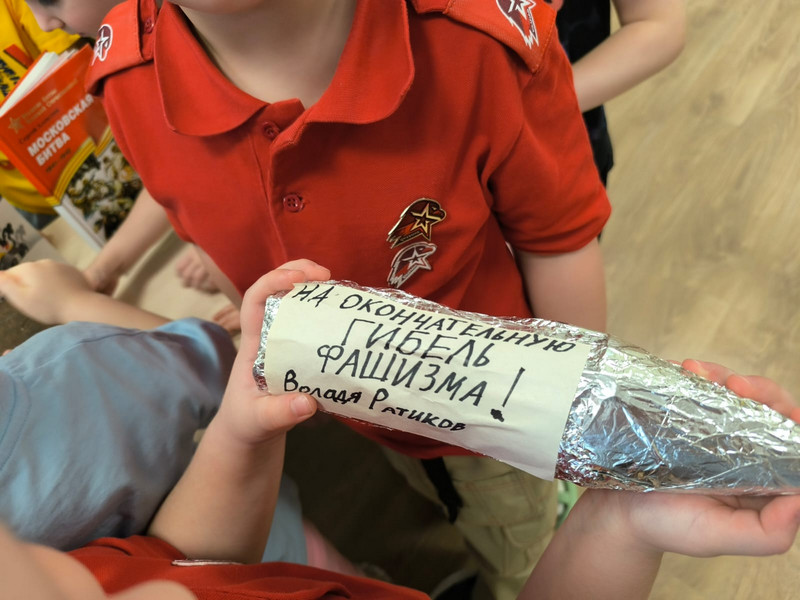 МОСКОВСКАЯ
БИТВА
НА ОКОНЧАТЕЛЬНУЮ
ГИБЕЛЬ
ФАШИЗМА!
Володя Ратиков